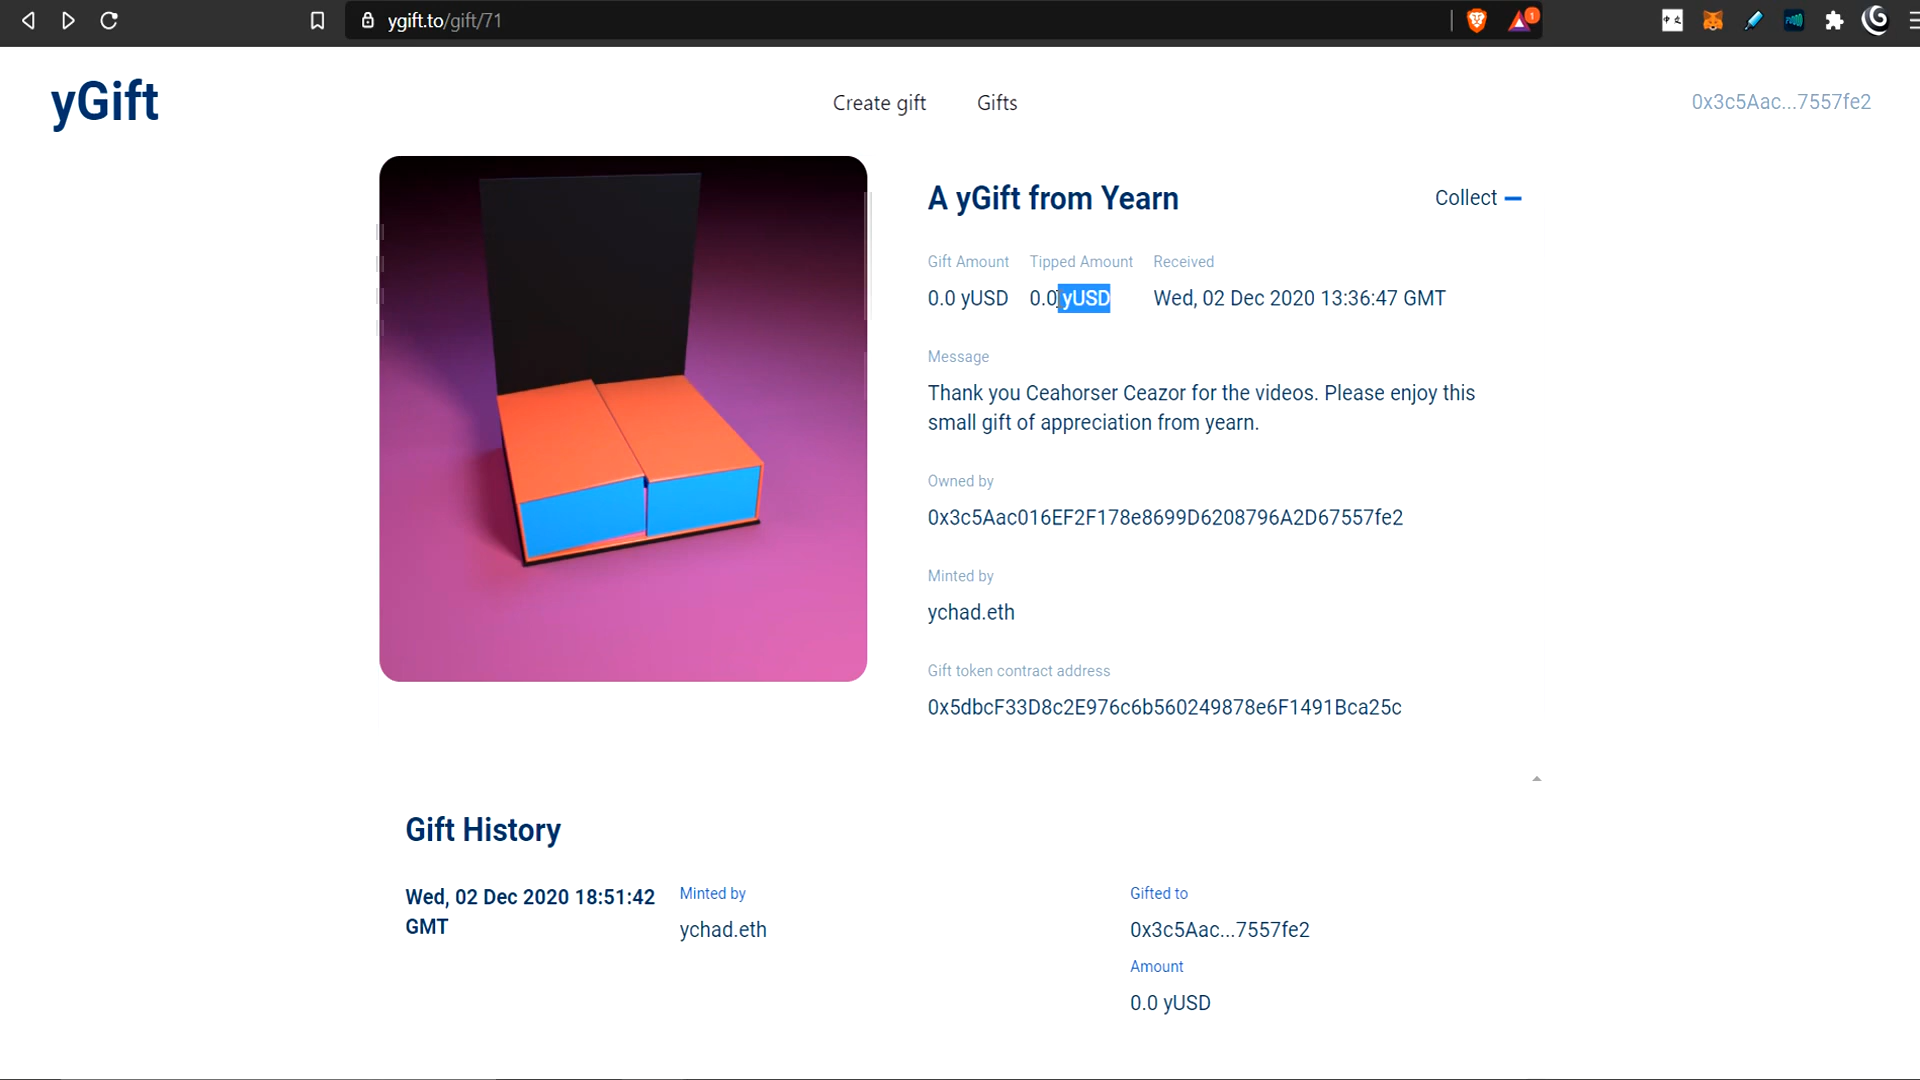 ygift.to/gift/71
1
yGift
Create gift
Gifts
0x3c5Aac...7557fe2
A yGift from Yearn
Collect
Gift Amount
Tipped Amount
Received
0.0 yUSD
0.0 yUSD
Wed, 02 Dec 2020 13:36:47 GMT
Message
Thank you Ceahorser Ceazor for the videos. Please enjoy this
small gift of appreciation from yearn.
Owned by
0x3c5Aac016EF2F178e8699D6208796A2D67557fe2
Minted by
ychad.eth
Gift token contract address
0x5dbcF33D8c2E976c6b560249878e6F1491Bca25c
Gift History
Wed, 02 Dec 2020 18:51:42
GMT
Minted by
ychad.eth
Gifted to
0x3c5Aac...7557fe2
Amount
0.0 yUSD